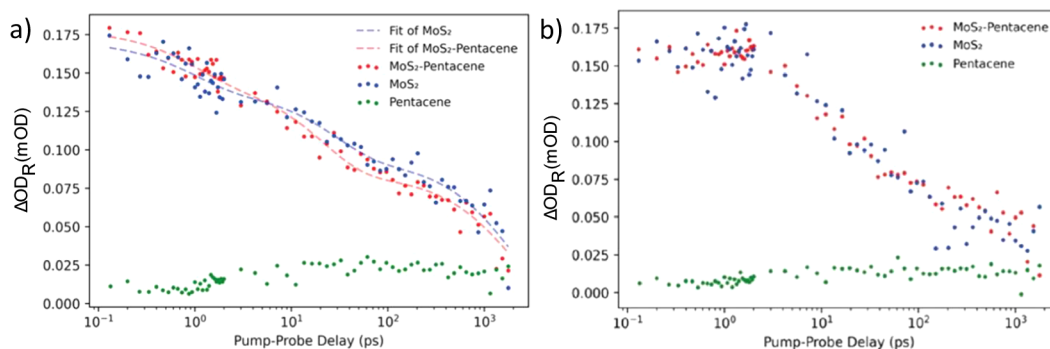 a)
ΔOD_R(mOD)
0.175
0.150
0.125
0.100
0.075
0.050
0.025
0.000
Fit of MoS₂
Fit of MoS₂-Pentacene
MoS₂-Pentacene
MoS₂
Pentacene
10⁻¹ 10⁰ 10¹ 10² 10³
Pump-Probe Delay (ps)
b)
ΔOD_R(mOD)
0.175
0.150
0.125
0.100
0.075
0.050
0.025
0.000
MoS₂-Pentacene
MoS₂
Pentacene
10⁻¹ 10⁰ 10¹ 10² 10³
Pump-Probe Delay (ps)